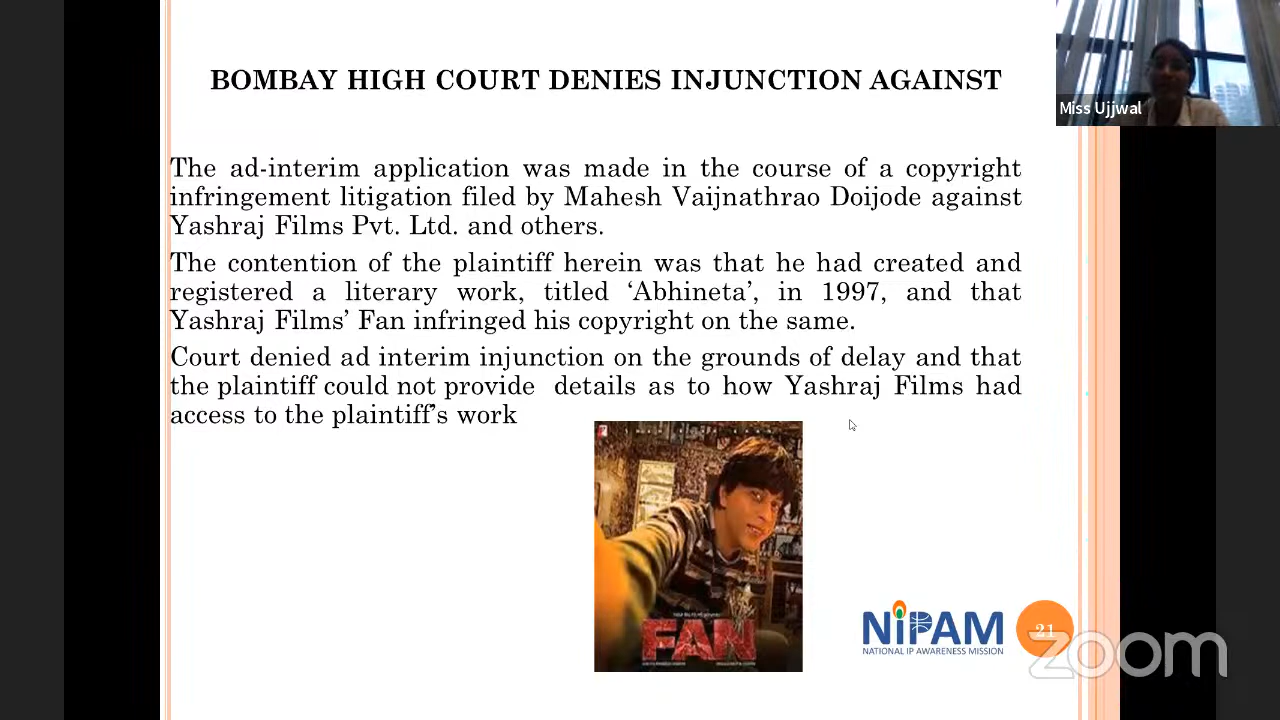 BOMBAY HIGH COURT DENIES INJUNCTION AGAINST
Miss Ujjwal
The ad-interim application was made in the course of a copyright
infringement litigation filed by Mahesh Vaijnathrao Doijode against
Yashraj Films Pvt. Ltd. and others.
The contention of the plaintiff herein was that he had created and
registered a literary work, titled ‘Abhineta’, in 1997, and that
Yashraj Films’ Fan infringed his copyright on the same.
Court denied ad interim injunction on the grounds of delay and that
the plaintiff could not provide details as to how Yashraj Films had
access to the plaintiff’s work
FAN
NIPAM
NATIONAL IP AWARENESS MISSION
21
zoom